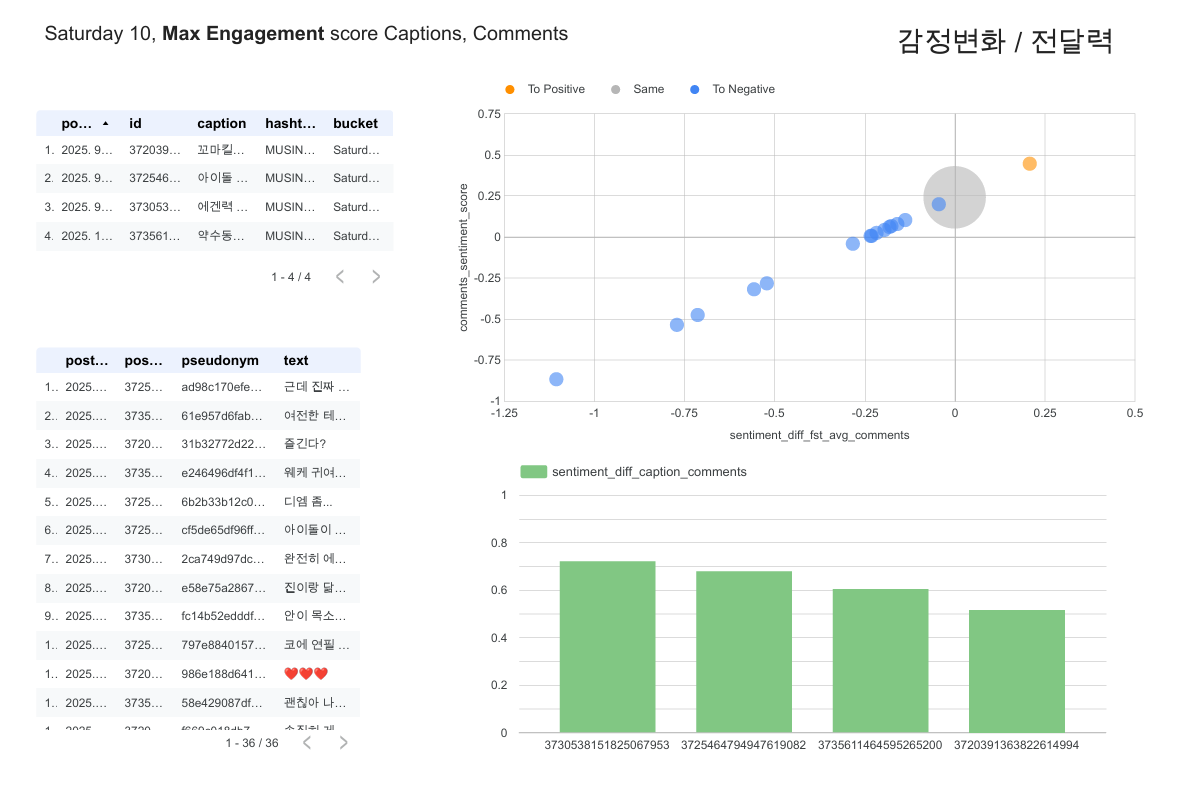 Saturday 10, Max Engagement score Captions, Comments
감정변화 / 전달력
po... id caption hasht... bucket
1. 2025. 9... 372039... 꼬마킬... MUSIN... Saturd...
2. 2025. 9... 372546... 아이돌 ... MUSIN... Saturd...
3. 2025. 9... 373053... 에겐력 ... MUSIN... Saturd...
4. 2025. 1... 373561... 약수동... MUSIN... Saturd...
1 - 4 / 4
post... pos... pseudonym text
1.. 2025.... 3725... ad98c170efe... 근데 진짜 ...
2.. 2025.... 3735... 61e957d6fab... 여전한 테...
3.. 2025.... 3720... 31b32772d22... 즐긴다?
4.. 2025.... 3735... e246496df4f1... 웨케 귀여...
5.. 2025.... 3725... 6b2b33b12c0... 디엠 좀...
6.. 2025.... 3725... cf5de65df96ff... 아이돌이 ...
7.. 2025.... 3730... 2ca749d97dc... 완전히 에...
8.. 2025.... 3720... e58e75a2867... 진이랑 닮...
9.. 2025.... 3735... fc14b52edddf... 안이 목소...
1.. 2025.... 3725... 797e8840157... 코에 연필 ...
1.. 2025.... 3720... 986e188d641... ❤️❤️❤️
1.. 2025.... 3735... 58e429087df... 괜칞아 나...
1 - 36 / 36
To Positive Same To Negative
comments_sentiment_score
0.75
0.5
0.25
0
-0.25
-0.5
-0.75
-1
-1.25 -1 -0.75 -0.5 -0.25 0 0.25 0.5
sentiment_diff_fst_avg_comments
sentiment_diff_caption_comments
1
0.8
0.6
0.4
0.2
0
3730538151825067953 3725464794947619082 3735611464595265200 3720391363822614994